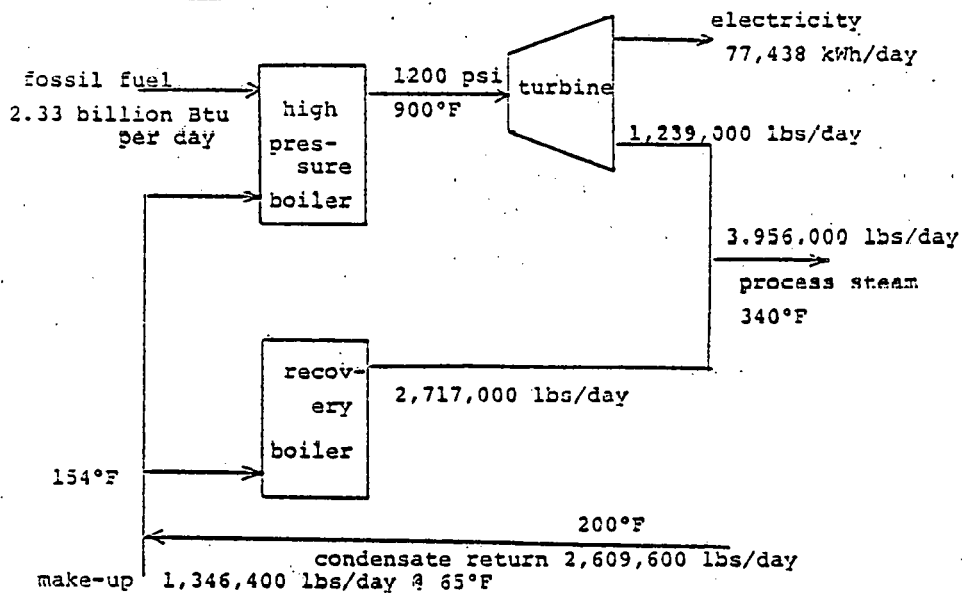 electricity
77,438 kWh/day
fossil fuel
2.33 billion Btu
per day
high
pres-
sure
boiler
1200 psi
900°F
turbine
1,239,000 lbs/day
3.956,000 lbs/day
process steam
340°F
recov-
ery
boiler
2,717,000 lbs/day
154°F
200°F
condensate return 2,609,600 lbs/day
make-up 1,346,400 lbs/day @ 65°F